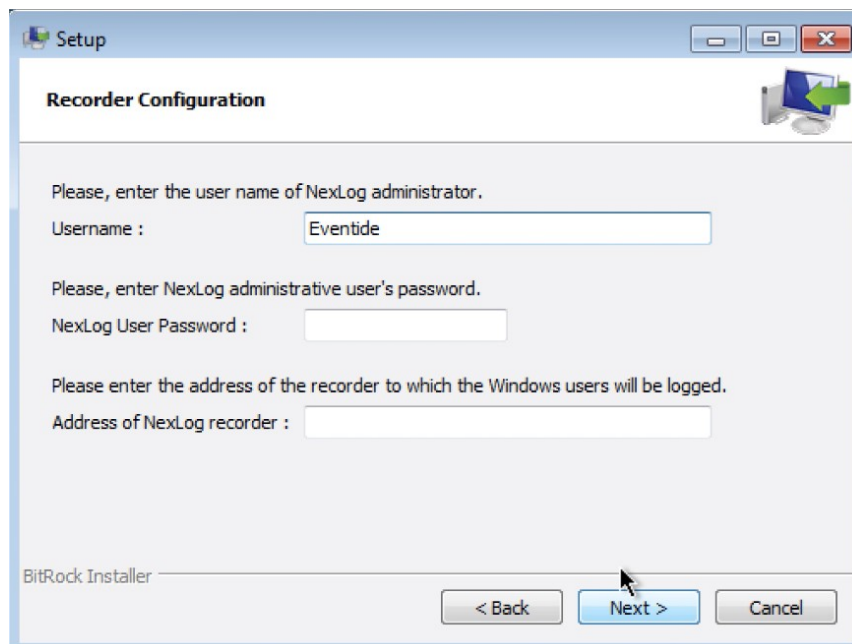 Setup
Recorder Configuration
Please, enter the user name of NexLog administrator.
Username : Eventide
Please, enter NexLog administrative user's password.
NexLog User Password :
Please enter the address of the recorder to which the Windows users will be logged.
Address of NexLog recorder :
BitRock Installer
< Back Next > Cancel